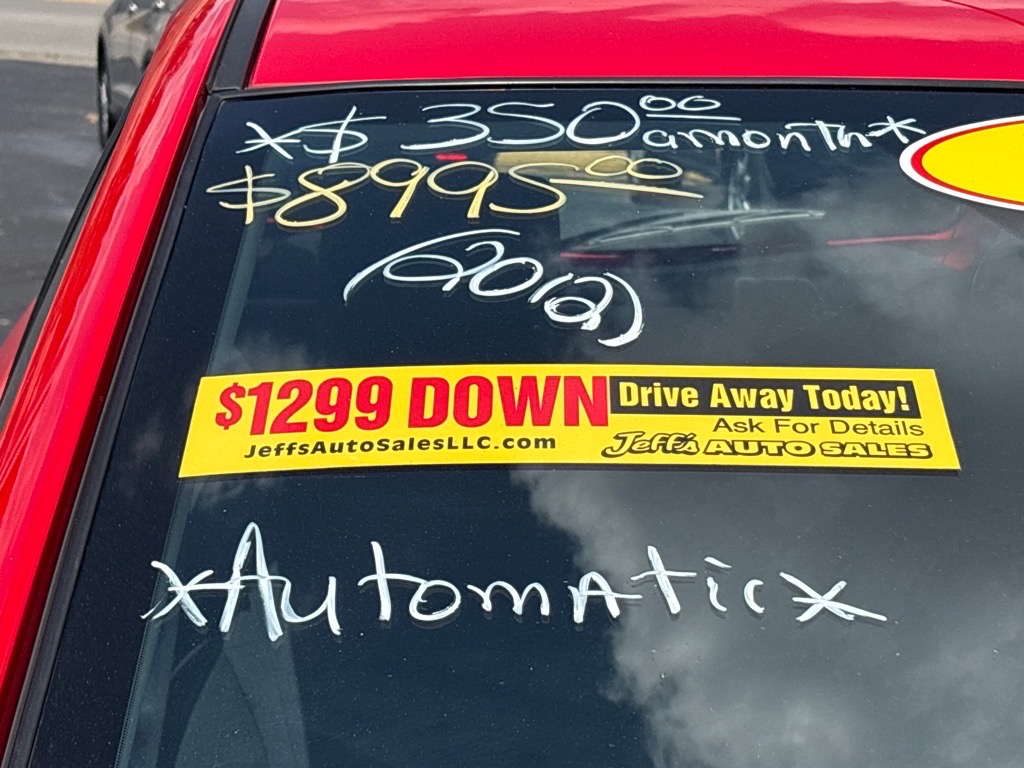 *$ 350.00 a month*
$8995.00
(2012)
$1299 DOWN Drive Away Today!
Ask For Details
JeffsAutoSalesLLC.com Jeff's AUTO SALES
*Automatic*